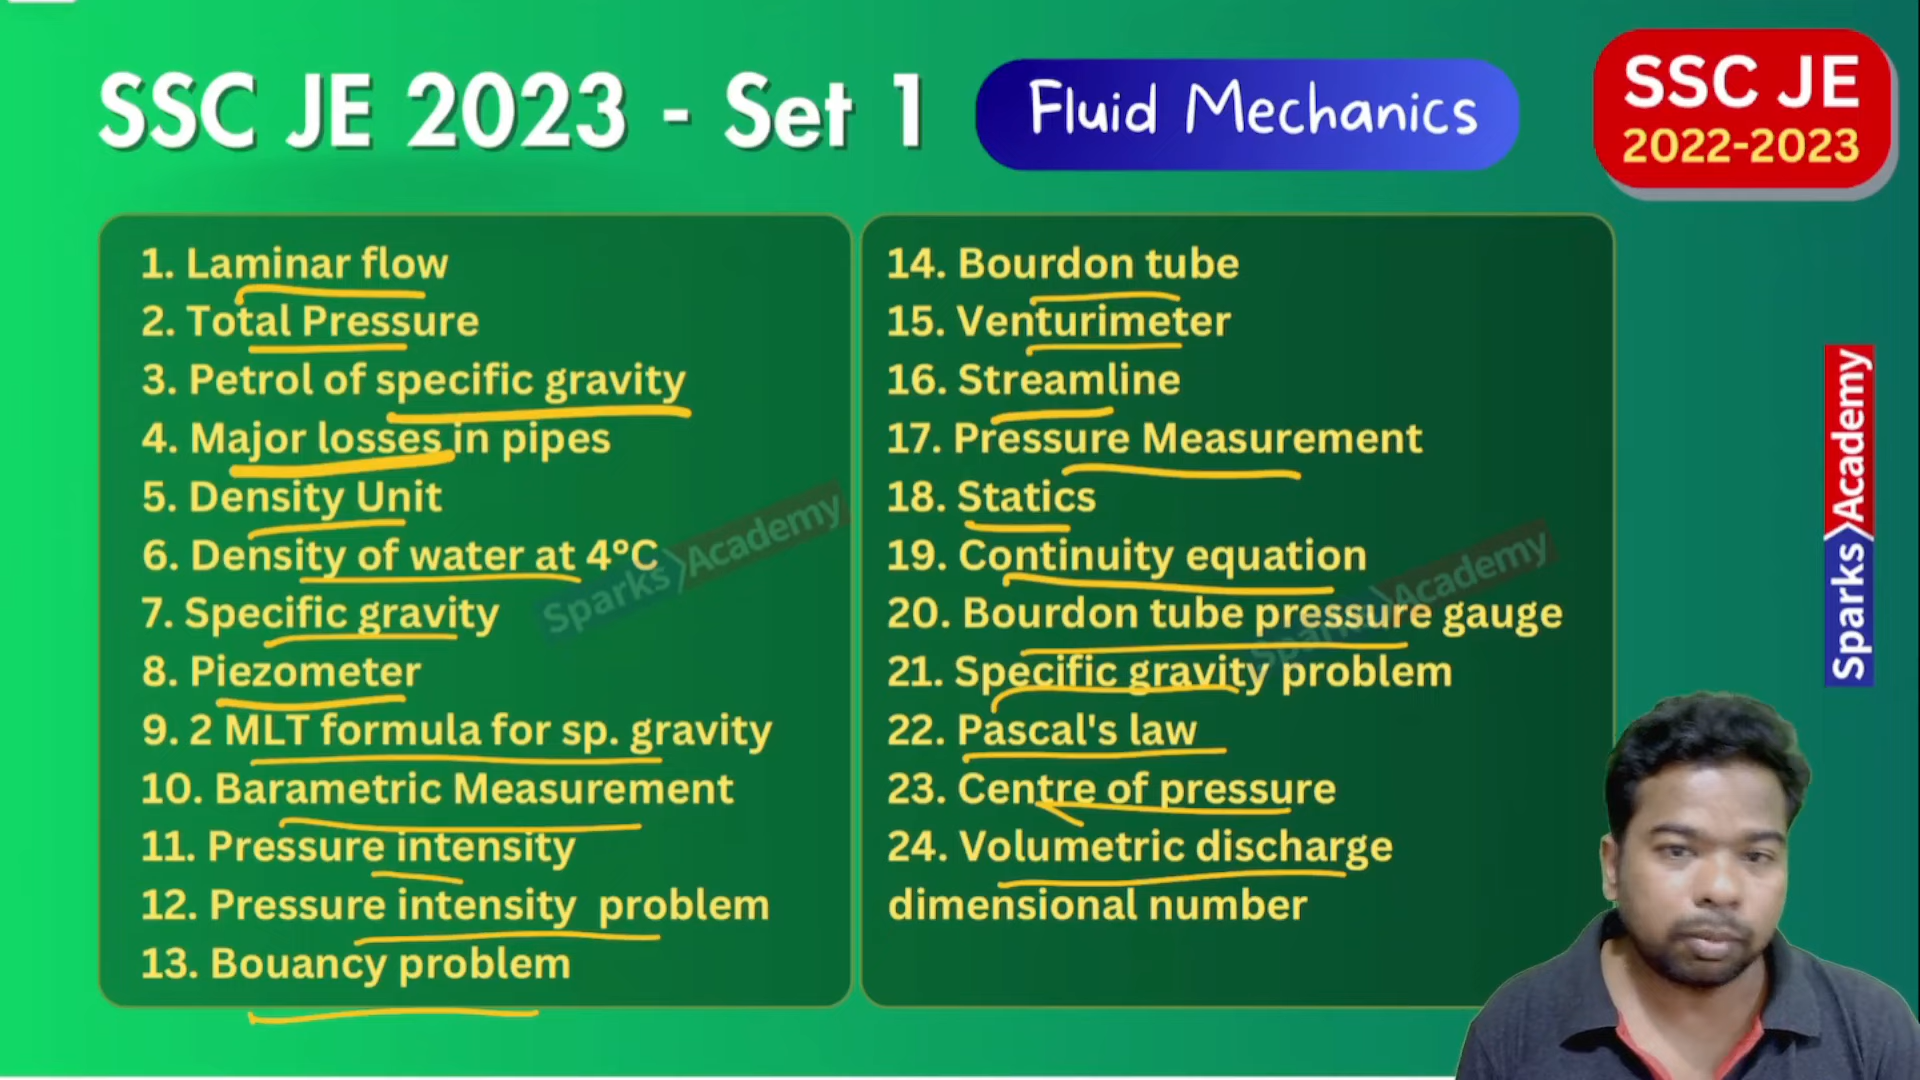 SSC JE 2023 - Set 1
Fluid Mechanics
SSC JE
2022-2023
1. Laminar flow
2. Total Pressure
3. Petrol of specific gravity
4. Major losses in pipes
5. Density Unit
6. Density of water at 4°C
7. Specific gravity
8. Piezometer
9. 2 MLT formula for sp. gravity
10. Barametric Measurement
11. Pressure intensity
12. Pressure intensity problem
13. Bouancy problem
14. Bourdon tube
15. Venturimeter
16. Streamline
17. Pressure Measurement
18. Statics
19. Continuity equation
20. Bourdon tube pressure gauge
21. Specific gravity problem
22. Pascal's law
23. Centre of pressure
24. Volumetric discharge
dimensional number
Sparks Academy
Sparks Academy
Sparks Academy